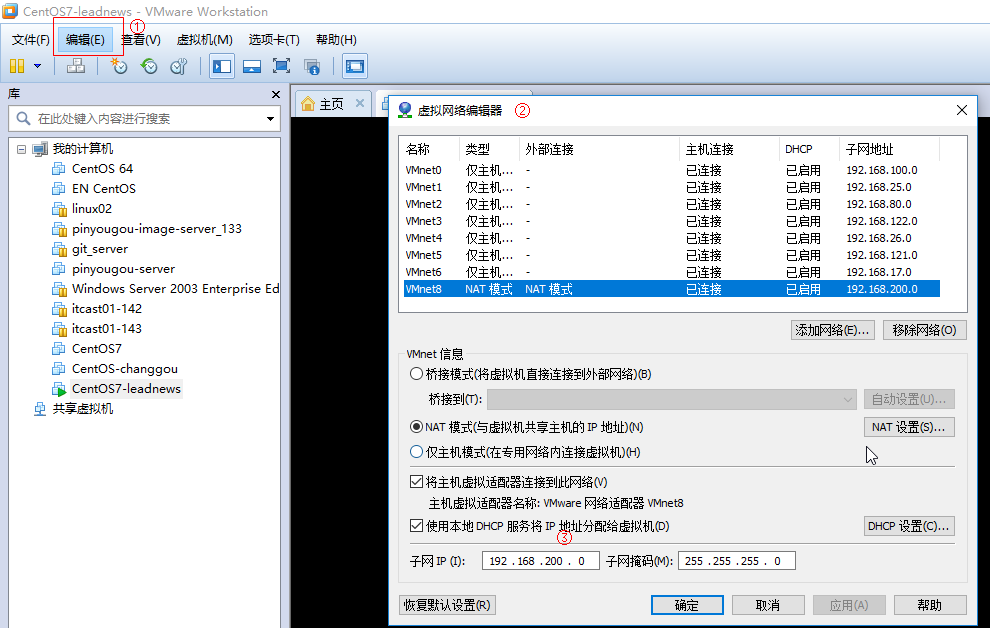 CentOS7-leadnews - VMware Workstation
①
文件(F) 编辑(E) 查看(V) 虚拟机(M) 选项卡(T) 帮助(H)
库
在此处键入内容进行搜索
我的计算机
CentOS 64
EN CentOS
linux02
pinyougou-image-server_133
git_server
pinyougou-server
Windows Server 2003 Enterprise Ed
itcast01-142
itcast01-143
CentOS7
CentOS-changgou
CentOS7-leadnews
共享虚拟机
主页
虚拟网络编辑器 ②
名称 类型 外部连接 主机连接 DHCP 子网地址
VMnet0 仅主机... - 已连接 已启用 192.168.100.0
VMnet1 仅主机... - 已连接 已启用 192.168.25.0
VMnet2 仅主机... - 已连接 已启用 192.168.80.0
VMnet3 仅主机... - 已连接 已启用 192.168.122.0
VMnet4 仅主机... - 已连接 已启用 192.168.26.0
VMnet5 仅主机... - 已连接 已启用 192.168.121.0
VMnet6 仅主机... - 已连接 已启用 192.168.17.0
VMnet8 NAT 模式 NAT 模式 已连接 已启用 192.168.200.0
添加网络(E)... 移除网络(O)
VMnet 信息
桥接模式(将虚拟机直接连接到外部网络)(B)
桥接到(T): 自动设置(U)...
NAT 模式(与虚拟机共享主机的 IP 地址)(N) NAT 设置(S)...
仅主机模式(在专用网络内连接虚拟机)(H)
将主机虚拟适配器连接到此网络(V)
主机虚拟适配器名称: VMware 网络适配器 VMnet8
使用本地 DHCP 服务将 IP 地址分配给虚拟机(D) DHCP 设置(C)...
③
子网 IP (I): 192 . 168 . 200 . 0 子网掩码(M): 255 . 255 . 255 . 0
恢复默认设置(R) 确定 取消 应用(A) 帮助